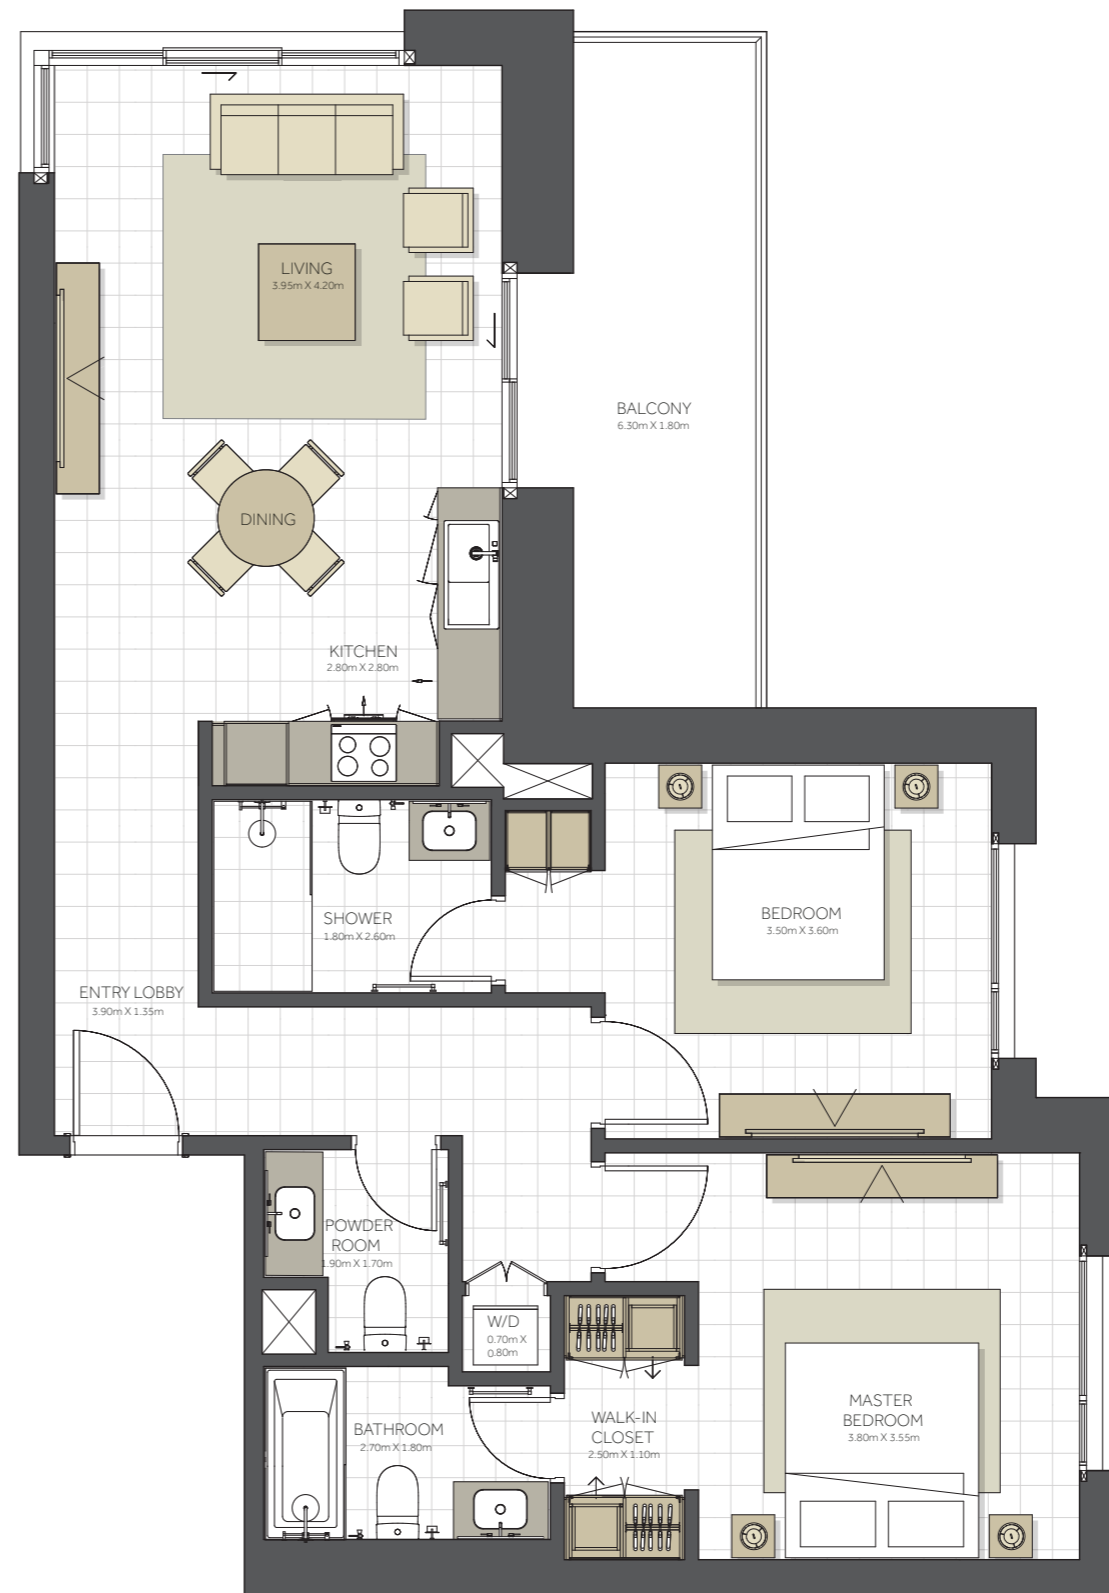 LIVING
3.95m X 4.20m
BALCONY
6.30m X 1.80m
DINING
KITCHEN
2.80m X 2.80m
SHOWER
1.80m X 2.60m
BEDROOM
3.50m X 3.60m
ENTRY LOBBY
3.90m X 1.35m
POWDER
ROOM
1.90m X 1.70m
W/D
0.70m X
0.80m
BATHROOM
2.70m X 1.80m
WALK-IN
CLOSET
2.50m X 1.10m
MASTER
BEDROOM
3.80m X 3.55m